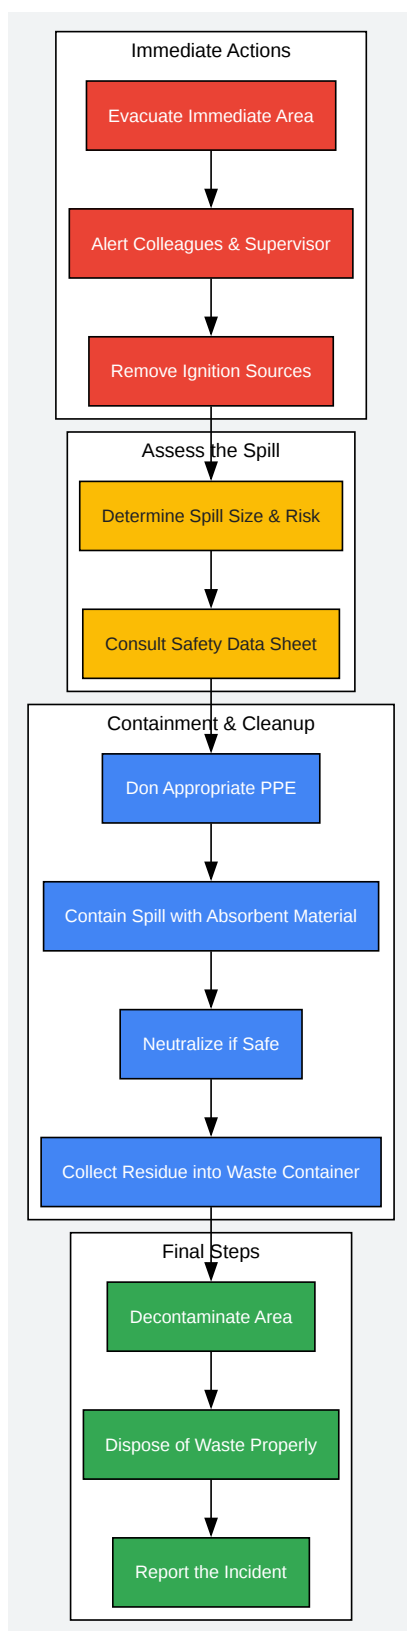 Immediate Actions
Evacuate Immediate Area
Alert Colleagues & Supervisor
Remove Ignition Sources
Assess the Spill
Determine Spill Size & Risk
Consult Safety Data Sheet
Containment & Cleanup
Don Appropriate PPE
Contain Spill with Absorbent Material
Neutralize if Safe
Collect Residue into Waste Container
Final Steps
Decontaminate Area
Dispose of Waste Properly
Report the Incident